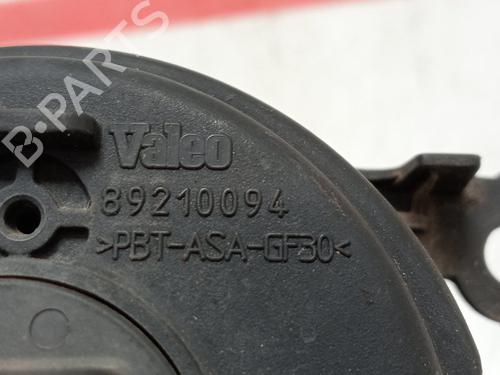 B-PARTS
Valeo
89210094
>PBT-ASA-GF30<